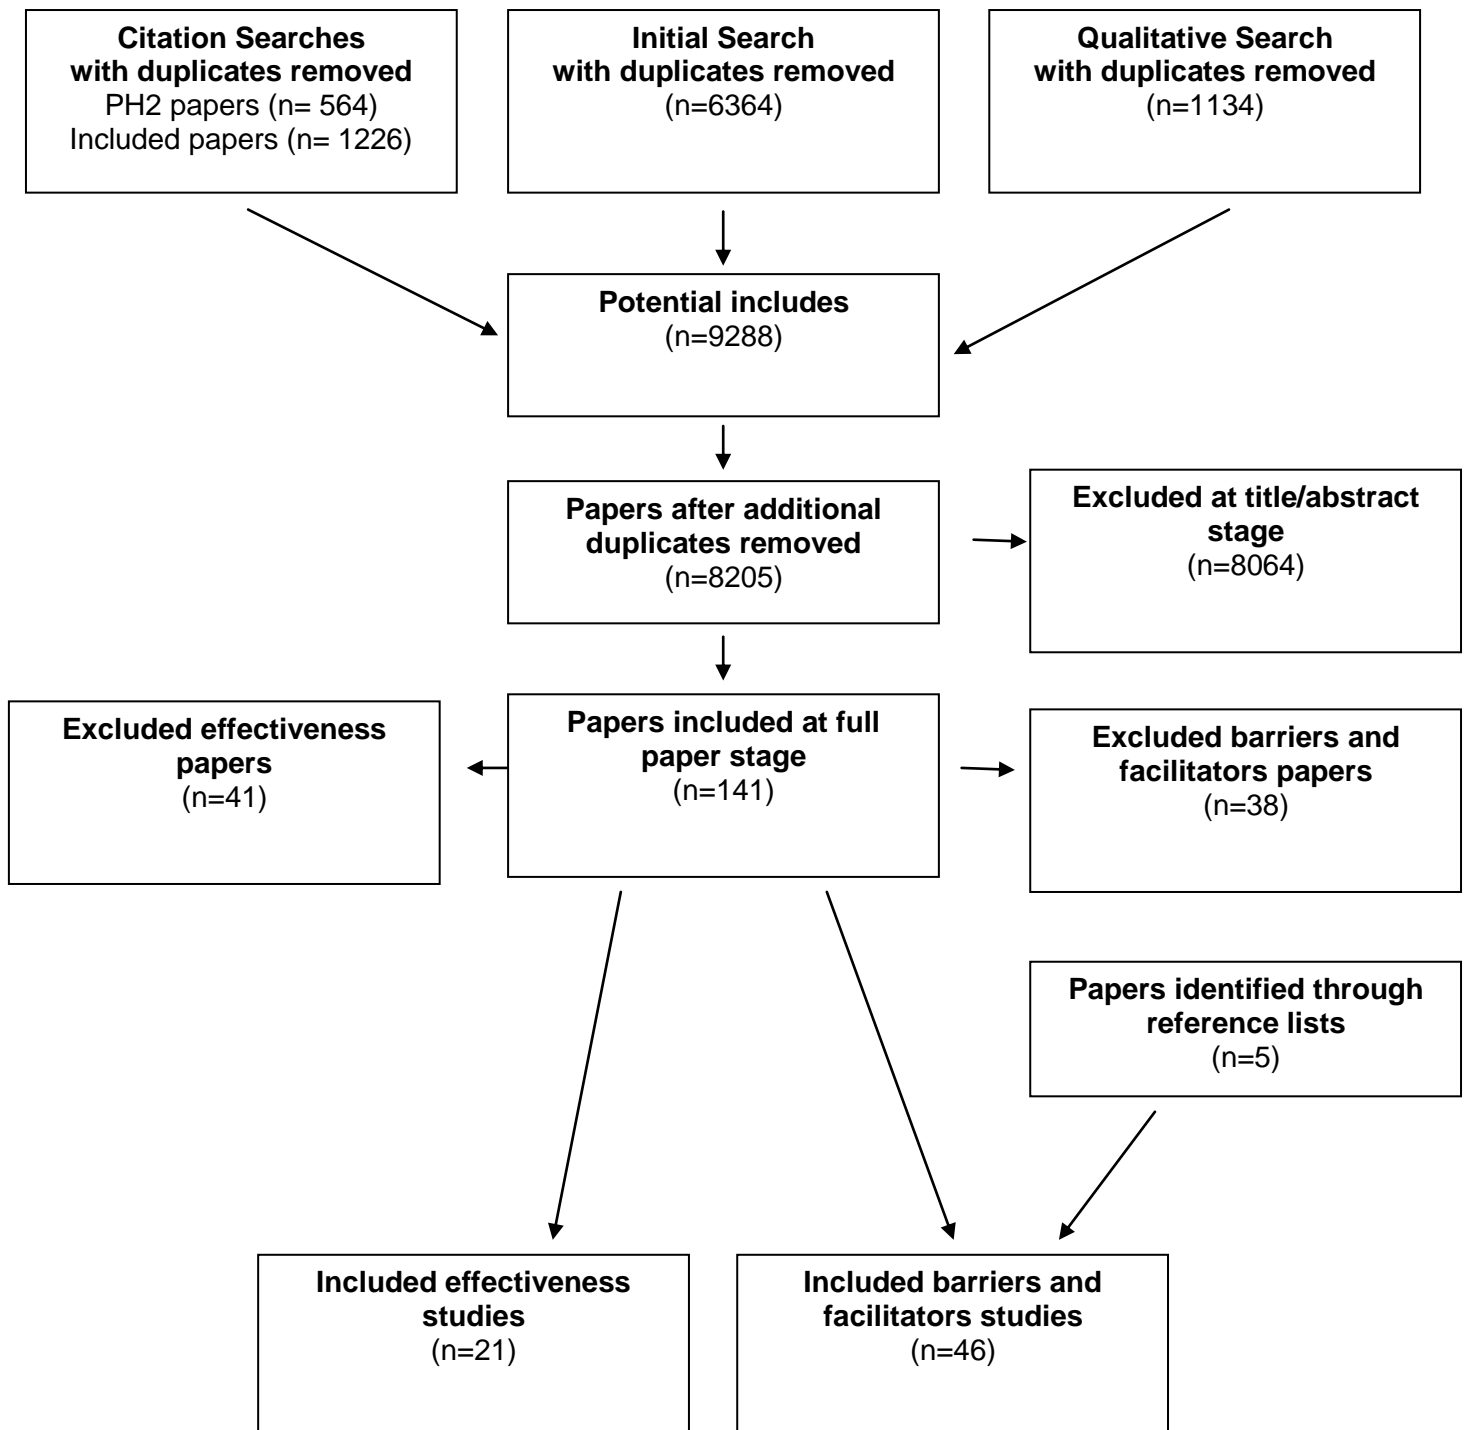 Citation Searches
with duplicates removed
PH2 papers (n= 564)
Included papers (n= 1226)
Initial Search
with duplicates removed
(n=6364)
Qualitative Search
with duplicates removed
(n=1134)
Potential includes
(n=9288)
Papers after additional
duplicates removed
(n=8205)
Excluded at title/abstract
stage
(n=8064)
Excluded effectiveness
papers
(n=41)
Papers included at full
paper stage
(n=141)
Excluded barriers and
facilitators papers
(n=38)
Papers identified through
reference lists
(n=5)
Included effectiveness
studies
(n=21)
Included barriers and
facilitators studies
(n=46)